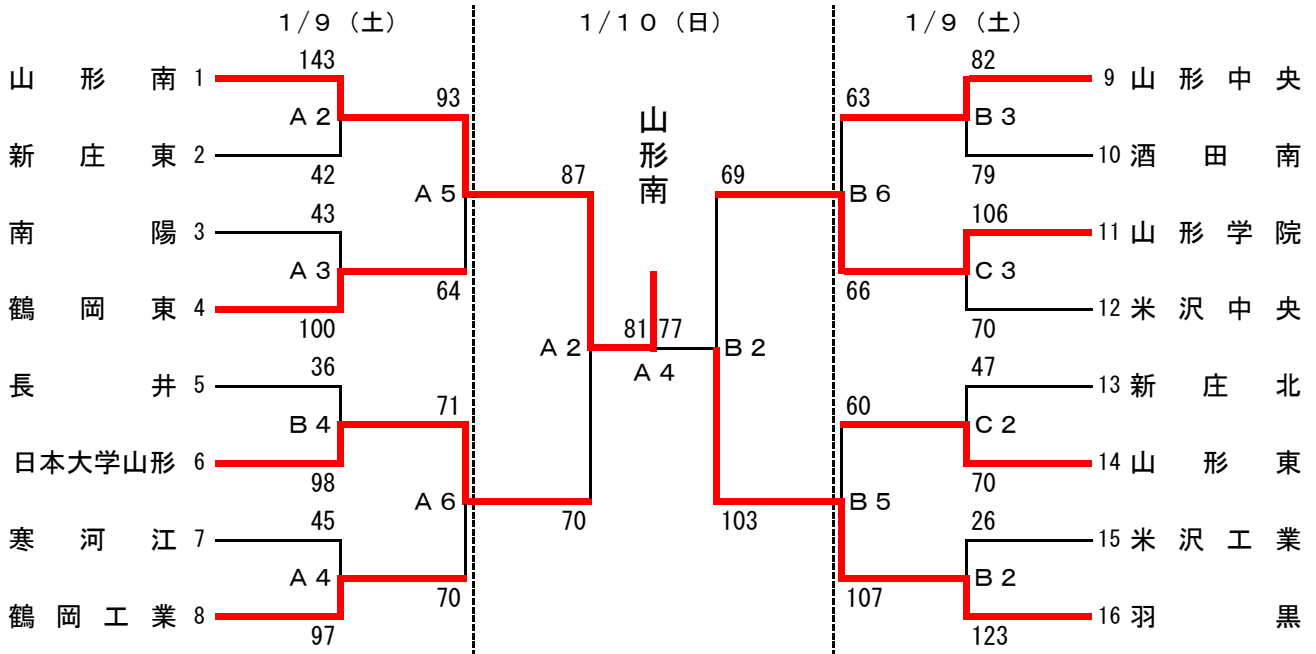 1/9（土） 1/10（日） 1/9（土）
143 82
山形南 1 9 山形中央
93 63
A2 B3
山形南
新庄東 2 10 酒田南
42 79
87 69
A5 B6
43 106
南陽 3 11 山形学院
A3 C3
64 66
鶴岡東 4 12 米沢中央
100 70
81 77
A2 B2
A4
36 47
長井 5 13 新庄北
71 60
B4 C2
日本大学山形 6 14 山形東
98 70
A6 B5
70 103
45 26
寒河江 7 15 米沢工業
A4 B2
70 107
鶴岡工業 8 16 羽黒
97 123